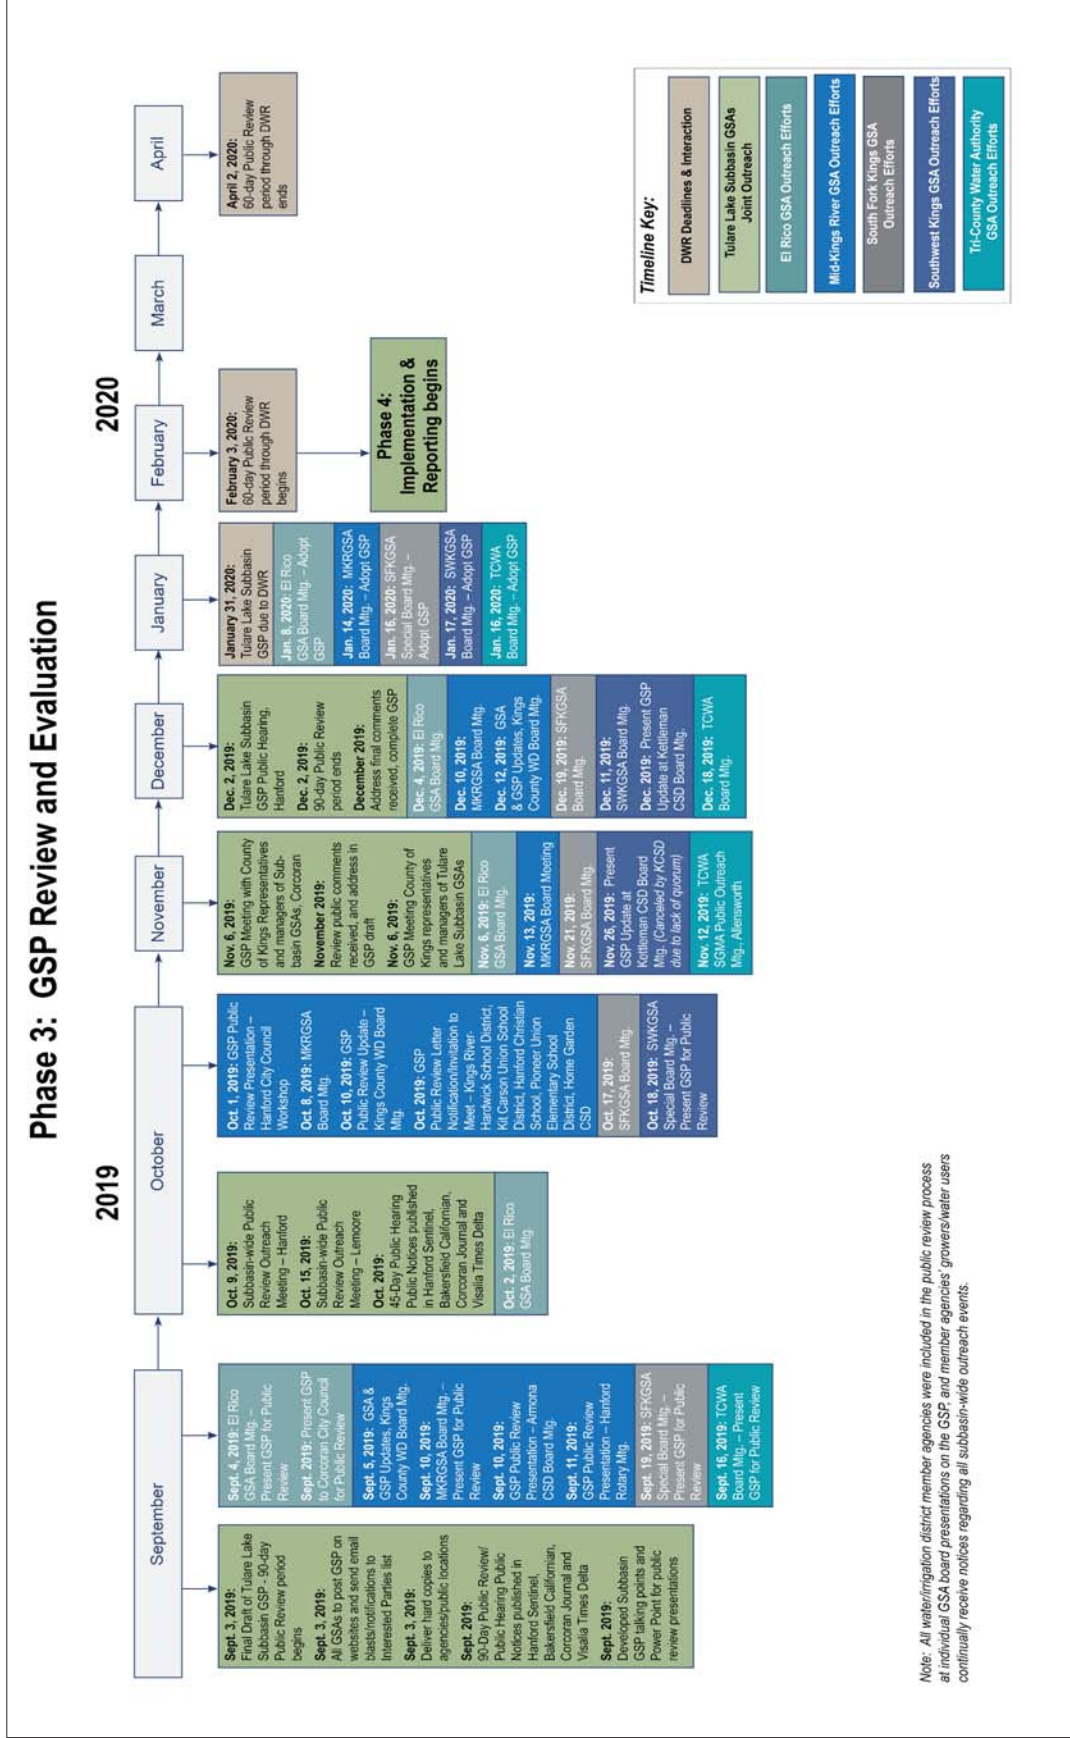 Phase 3: GSP Review and Evaluation
2019
2020
September
October
November
December
January
February
March
April
Sept. 3, 2019:
Final Draft of Tulare Lake
Subbasin GSP - 90-day
Public Review period
begins
Sept. 3, 2019:
All GSAs to post GSP on
websites and send email
blasts/notifications to
Interested Parties list
Sept. 3, 2019:
Deliver hard copies to
agencies/public locations
Sept. 2019:
90-Day Public Review/
Public Hearing Public
Notices published in
Hanford Sentinel,
Bakersfield Californian,
Corcoran Journal and
Visalia Times Delta
Sept. 2019:
Developed Subbasin
GSP talking points and
Power Point for public
review presentations
Sept. 4, 2019: El Rico
GSA Board Mtg. –
Present GSP for Public
Review
Sept. 2019: Present GSP
to Corcoran City Council
for Public Review
Sept. 5, 2019: GSA &
GSP Updates, Kings
County WD Board Mtg.
Sept. 10, 2019:
MKRGSA Board Mtg. –
Present GSP for Public
Review
Sept. 10, 2019:
GSP Public Review
Presentation – Armona
CSD Board Mtg.
Sept. 11, 2019:
GSP Public Review
Presentation – Hanford
Rotary Mtg.
Sept. 19, 2019: SFKGSA
Special Board Mtg. –
Present GSP for Public
Review
Sept. 16, 2019: TCWA
Board Mtg. – Present
GSP for Public Review
Oct. 9, 2019:
Subbasin-wide Public
Review Outreach
Meeting – Hanford
Oct. 15, 2019:
Subbasin-wide Public
Review Outreach
Meeting – Lemoore
Oct. 2019:
45-Day Public Hearing
Public Notices published
in Hanford Sentinel,
Bakersfield Californian,
Corcoran Journal and
Visalia Times Delta
Oct. 2, 2019: El Rico
GSA Board Mtg.
Oct. 1, 2019: GSP Public
Review Presentation –
Hanford City Council
Workshop
Oct. 8, 2019: MKRGSA
Board Mtg.
Oct. 10, 2019: GSP
Public Review Update –
Kings County WD Board
Mtg.
Oct. 2019: GSP
Public Review Letter
Notification/Invitation to
Meet – Kings River-
Hardwick School District,
Kit Carson Union School
District, Hanford Christian
School, Pioneer Union
Elementary School
District, Home Garden
CSD
Oct. 17, 2019:
SFKGSA Board Mtg.
Oct. 18, 2019: SWKGSA
Special Board Mtg. –
Present GSP for Public
Review
Nov. 6, 2019:
GSP Meeting with County
of Kings Representatives
and managers of Sub-
basin GSAs, Corcoran
November 2019:
Review public comments
received, and address in
GSP draft
Nov. 6, 2019:
GSP Meeting County of
Kings representatives
and managers of Tulare
Lake Subbasin GSAs
Nov. 6, 2019: El Rico
GSA Board Mtg.
Nov. 13, 2019:
MKRGSA Board Meeting
Nov. 21, 2019:
SFKGSA Board Mtg.
Nov. 26, 2019: Present
GSP Update at
Kottleman CSD Board
Mtg. (Canceled by KCSD
due to lack of quorum)
Nov. 12, 2019: TCWA
SGMA Public Outreach
Mtg., Allensworth
Dec. 2, 2019:
Tulare Lake Subbasin
GSP Public Hearing,
Hanford
Dec. 2, 2019:
90-day Public Review
period ends
December 2019:
Address final comments
received, complete GSP
Dec. 4, 2019: El Rico
GSA Board Mtg.
Dec. 10, 2019:
MKRGSA Board Mtg.
Dec. 12, 2019: GSA
& GSP Updates, Kings
County WD Board Mtg.
Dec. 19, 2019: SFKGSA
Board Mtg.
Dec. 11, 2019:
SWKGSA Board Mtg.
Dec. 2019: Present GSP
Update at Kettleman
CSD Board Mtg.
Dec. 18, 2019: TCWA
Board Mtg.
January 31, 2020:
Tulare Lake Subbasin
GSP due to DWR
Jan. 8, 2020: El Rico
GSA Board Mtg. – Adopt
GSP
Jan. 14, 2020: MKRGSA
Board Mtg. – Adopt GSP
Jan. 16, 2020: SFKGSA
Special Board Mtg. –
Adopt GSP
Jan. 17, 2020: SWKGSA
Board Mtg. – Adopt GSP
Jan. 16, 2020: TCWA
Board Mtg. – Adopt GSP
February 3, 2020:
60-day Public Review
period through DWR
begins
Phase 4:
Implementation &
Reporting begins
April 2, 2020:
60-day Public Review
period through DWR
ends
Timeline Key:
DWR Deadlines & Interaction
Tulare Lake Subbasin GSAs
Joint Outreach
El Rico GSA Outreach Efforts
Mid-Kings River GSA Outreach Efforts
South Fork Kings GSA
Outreach Efforts
Southwest Kings GSA Outreach Efforts
Tri-County Water Authority
GSA Outreach Efforts
Note: All water/irrigation district member agencies were included in the public review process
at individual GSA board presentations on the GSP, and member agencies' growers/water users
continually receive notices regarding all subbasin-wide outreach events.